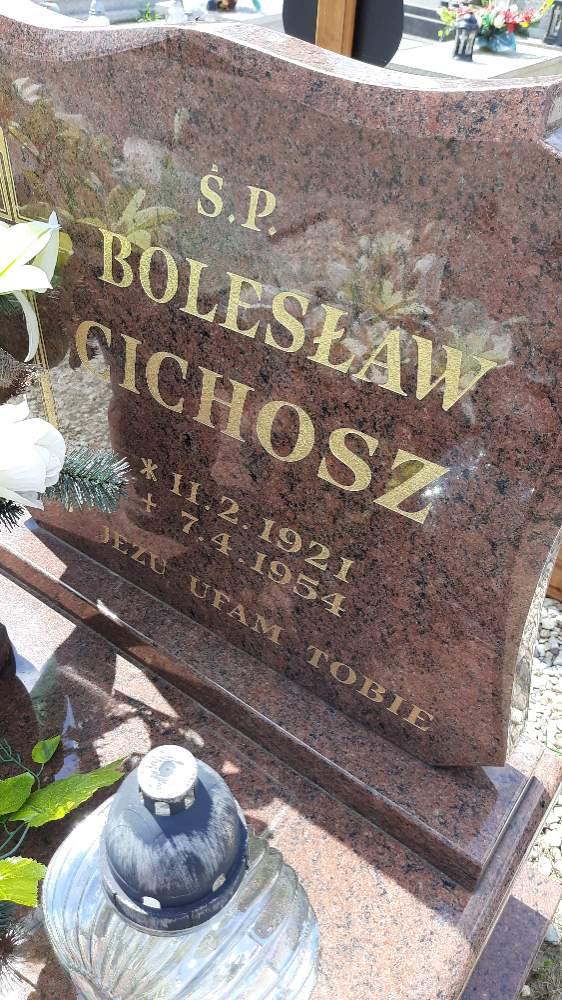 Ś.P.
BOLESŁAW
CICHOSZ
* 11.2.1921
+ 7.4.1954
JEZU UFAM TOBIE